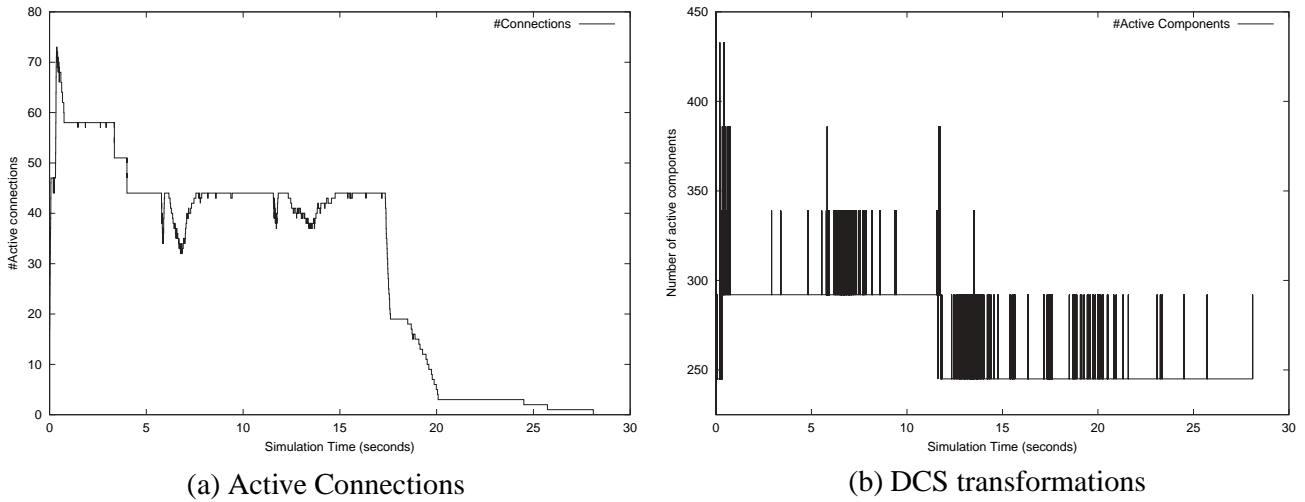 80
70
60
50
40
30
20
10
0
#Active connections
#Connections
0 5 10 15 20 25 30
Simulation Time (seconds)
(a) Active Connections
450
400
350
300
250
Number of active components
#Active Components
0 5 10 15 20 25 30
Simulation Time (seconds)
(b) DCS transformations